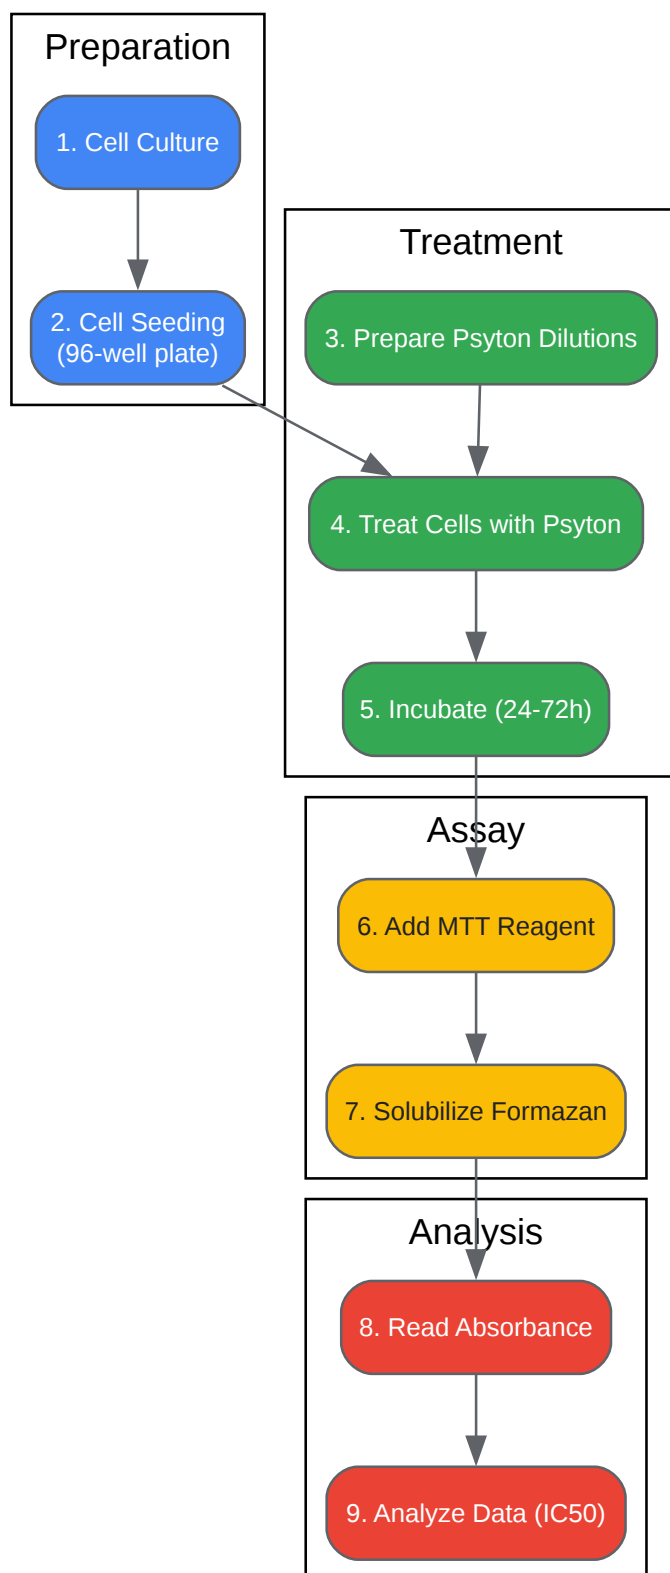 Preparation
1. Cell Culture
2. Cell Seeding
(96-well plate)
Treatment
3. Prepare Psyton Dilutions
4. Treat Cells with Psyton
5. Incubate (24-72h)
Assay
6. Add MTT Reagent
7. Solubilize Formazan
Analysis
8. Read Absorbance
9. Analyze Data (IC50)